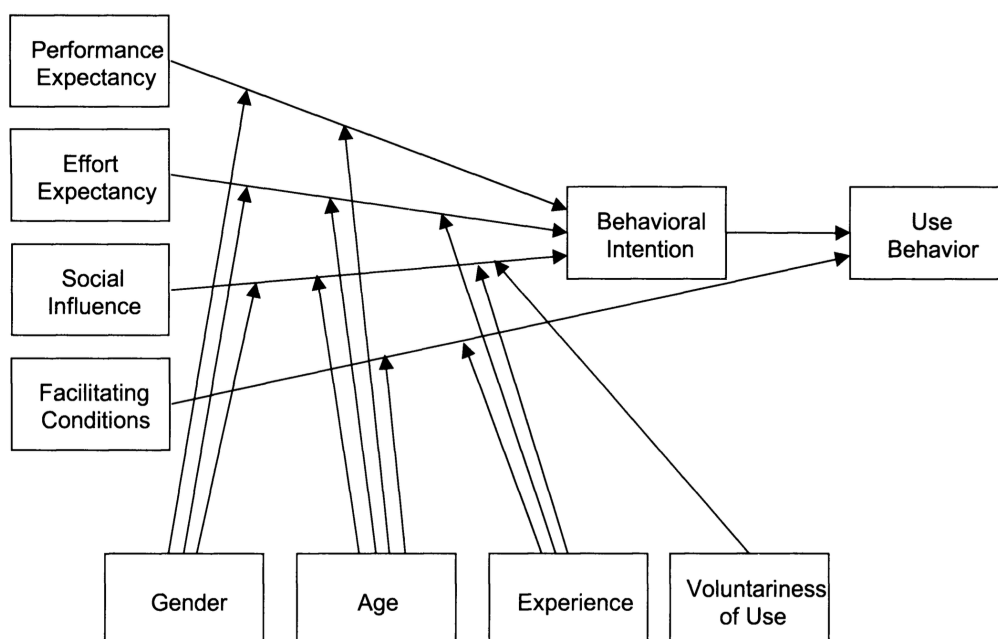 Performance
Expectancy
Effort
Expectancy
Social
Influence
Facilitating
Conditions
Behavioral
Intention
Use
Behavior
Gender
Age
Experience
Voluntariness
of Use